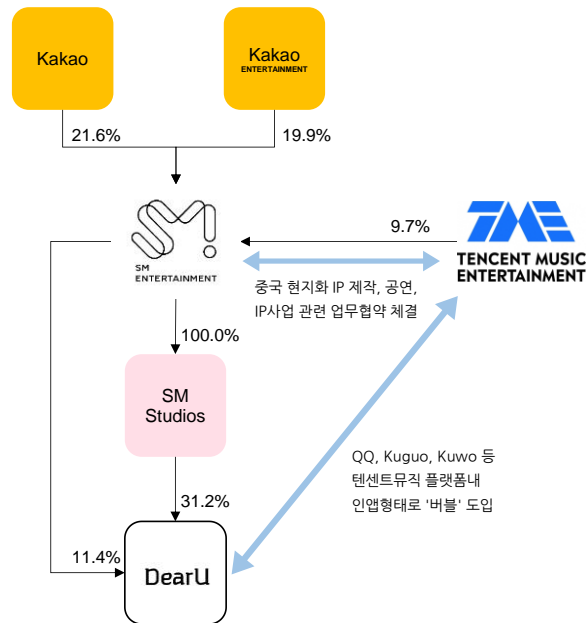 Kakao
Kakao
ENTERTAINMENT
21.6%
19.9%
SM!
SM
ENTERTAINMENT
9.7%
TME
TENCENT MUSIC
ENTERTAINMENT
중국 현지화 IP 제작, 공연,
IP사업 관련 업무협약 체결
100.0%
SM
Studios
QQ, Kuguo, Kuwo 등
텐센트뮤직 플랫폼내
인앱형태로 '버블' 도입
31.2%
11.4%
DearU